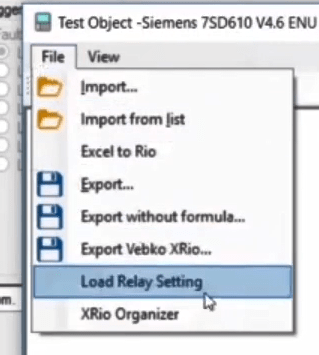 Test Object -Siemens 7SD610 V4.6 ENU
File View
Import...
Import from list
Excel to Rio
Export...
Export without formula...
Export Vebko XRio...
Load Relay Setting
XRio Organizer